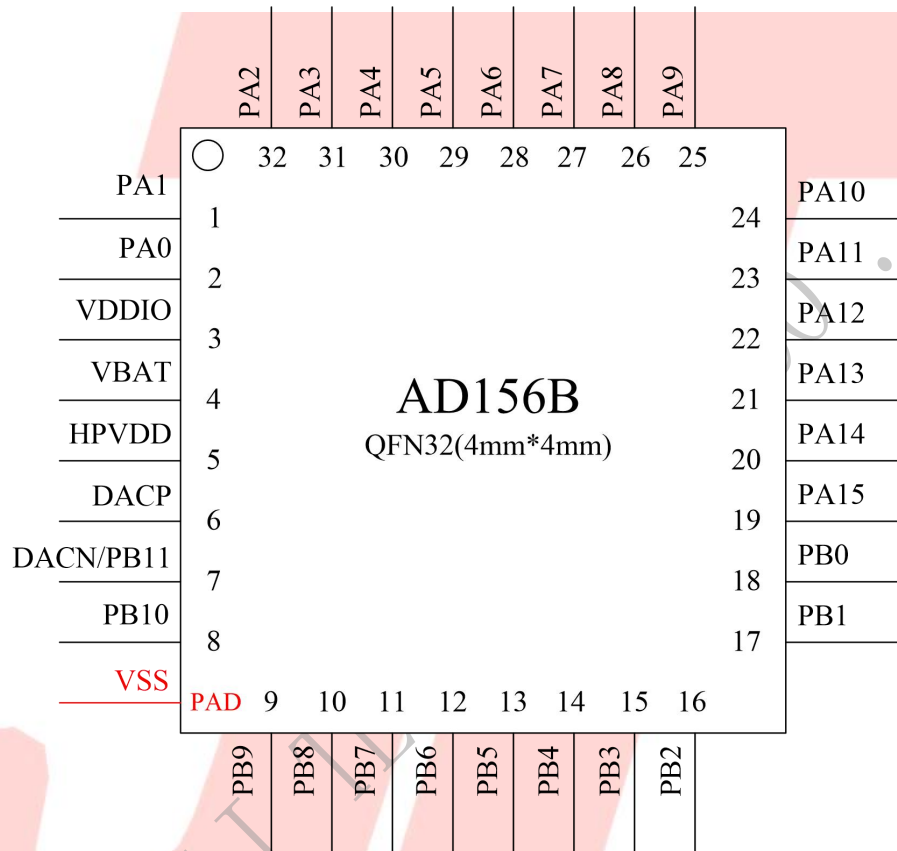 PA2 PA3 PA4 PA5 PA6 PA7 PA8 PA9
32 31 30 29 28 27 26 25
PA1 1
PA0 2
VDDIO 3
VBAT 4
HPVDD 5
DACP 6
DACN/PB11 7
PB10 8
VSS PAD
AD156B
QFN32(4mm*4mm)
24 PA10
23 PA11
22 PA12
21 PA13
20 PA14
19 PA15
18 PB0
17 PB1
9 10 11 12 13 14 15 16
PB9 PB8 PB7 PB6 PB5 PB4 PB3 PB2